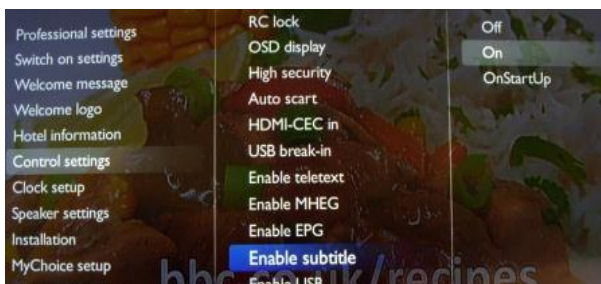 Professional settings
Switch on settings
Welcome message
Welcome logo
Hotel information
Control settings
Clock setup
Speaker settings
Installation
MyChoice setup
RC lock
OSD display
High security
Auto scart
HDMI-CEC in
USB break-in
Enable teletext
Enable MHEG
Enable EPG
Enable subtitle
Enable USB
Off
On
OnStartUp
bbc.co.uk/recipes